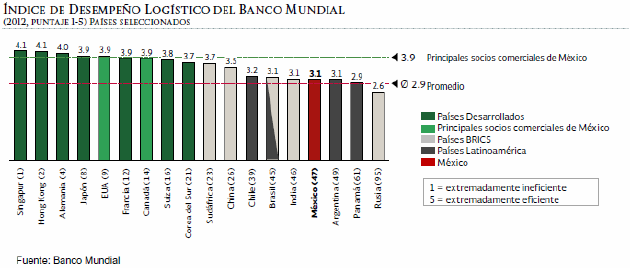 ÍNDICE DE DESEMPEÑO LOGÍSTICO DEL BANCO MUNDIAL
(2012, PUNTAJE 1-5) PAÍSES SELECCIONADOS
4.1 4.1 4.0 3.9 3.9 3.9 3.9 3.8 3.7 3.7 3.5 3.2 3.1 3.1 3.1 3.1 2.9 2.6
3.9 Principales socios comerciales de México
Ø 2.9 Promedio
Países Desarrollados
Principales socios comerciales de México
Países BRICS
Países Latinoamérica
México
1 = extremadamente ineficiente
5 = extremadamente eficiente
Singapur (1)
Hong Kong (2)
Alemania (4)
Japón (8)
EUA (9)
Francia (12)
Canadá (14)
Suiza (16)
Corea del Sur (21)
Sudáfrica (23)
China (26)
Chile (39)
Brasil (45)
India (46)
México (47)
Argentina (49)
Panamá (61)
Rusia (95)
Fuente: Banco Mundial